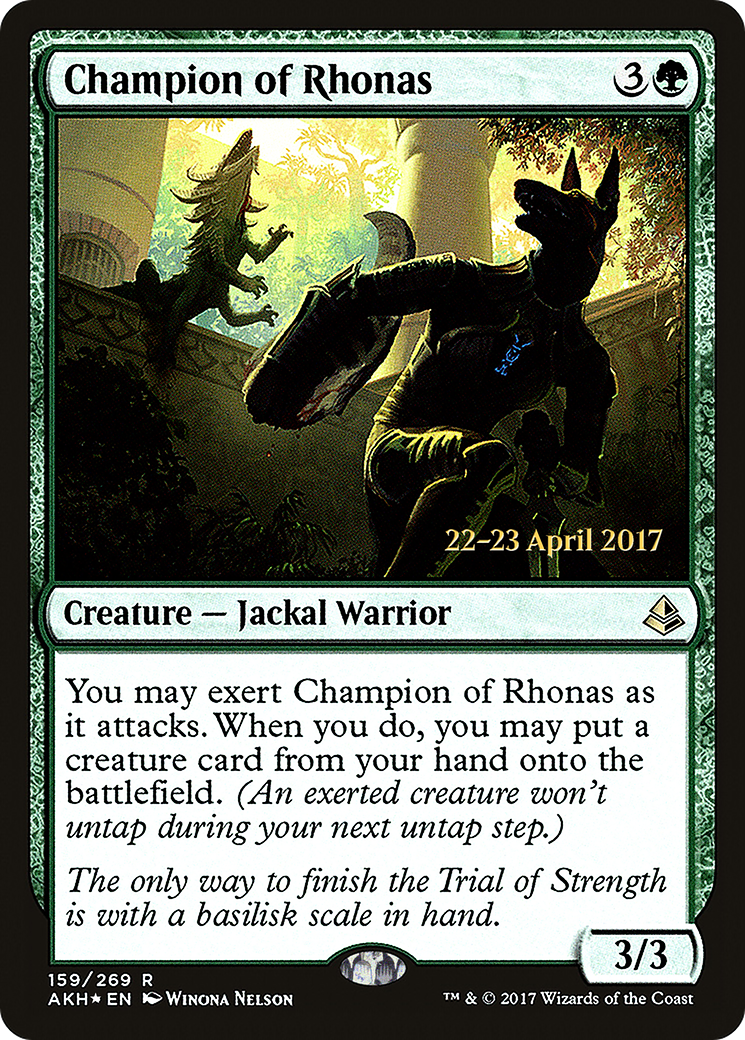 Champion of Rhonas
3
22–23 April 2017
Creature — Jackal Warrior
You may exert Champion of Rhonas as
it attacks. When you do, you may put a
creature card from your hand onto the
battlefield. (An exerted creature won't
untap during your next untap step.)
The only way to finish the Trial of Strength
is with a basilisk scale in hand.
3/3
159/269 R
AKH★EN Winona Nelson
™ & © 2017 Wizards of the Coast